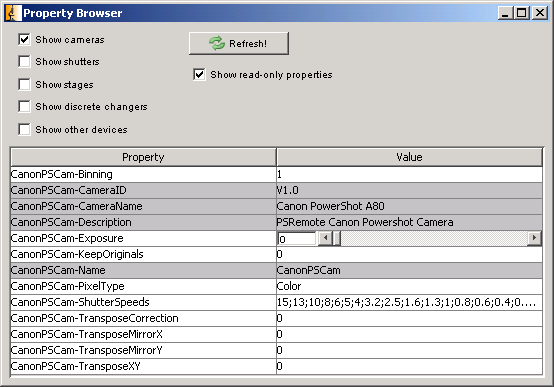 Property Browser
Show cameras
Refresh!
Show shutters
Show read-only properties
Show stages
Show discrete changers
Show other devices
Property Value
CanonPSCam-Binning 1
CanonPSCam-CameraID V1.0
CanonPSCam-CameraName Canon PowerShot A80
CanonPSCam-Description PSRemote Canon Powershot Camera
CanonPSCam-Exposure 0
CanonPSCam-KeepOriginals 0
CanonPSCam-Name CanonPSCam
CanonPSCam-PixelType Color
CanonPSCam-ShutterSpeeds 15;13;10;8;6;5;4;3.2;2.5;1.6;1.3;1;0.8;0.6;0.4;0....
CanonPSCam-TransposeCorrection 0
CanonPSCam-TransposeMirrorX 0
CanonPSCam-TransposeMirrorY 0
CanonPSCam-TransposeXY 0